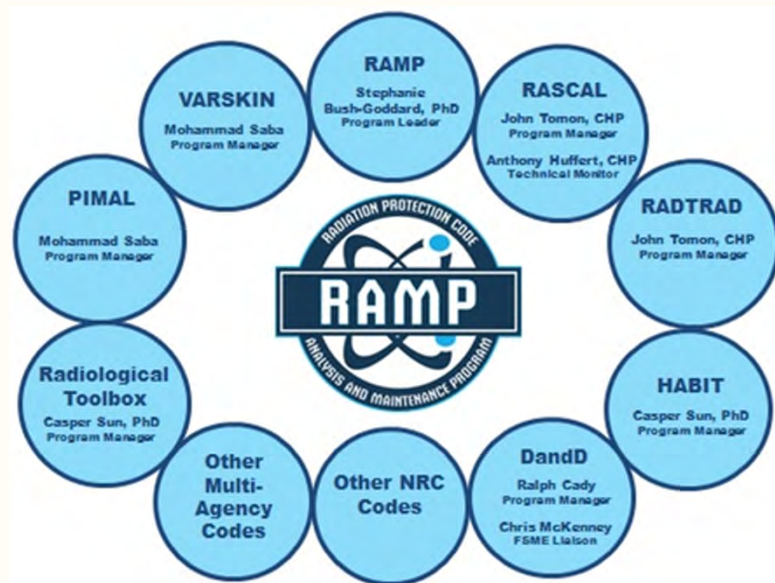 RAMP
Stephanie
Bush-Goddard, PhD
Program Leader
RASCAL
John Tomon, CHP
Program Manager
Anthony Huffert, CHP
Technical Monitor
RADTRAD
John Tomon, CHP
Program Manager
HABIT
Casper Sun, PhD
Program Manager
DandD
Ralph Cady
Program Manager
Chris McKenney
FSME Liaison
Other NRC
Codes
Other
Multi-
Agency
Codes
Radiological
Toolbox
Casper Sun, PhD
Program Manager
PIMAL
Mohammad Saba
Program Manager
VARSKIN
Mohammad Saba
Program Manager
RADIATION PROTECTION CODE
RAMP
ANALYSIS AND MAINTENANCE PROGRAM